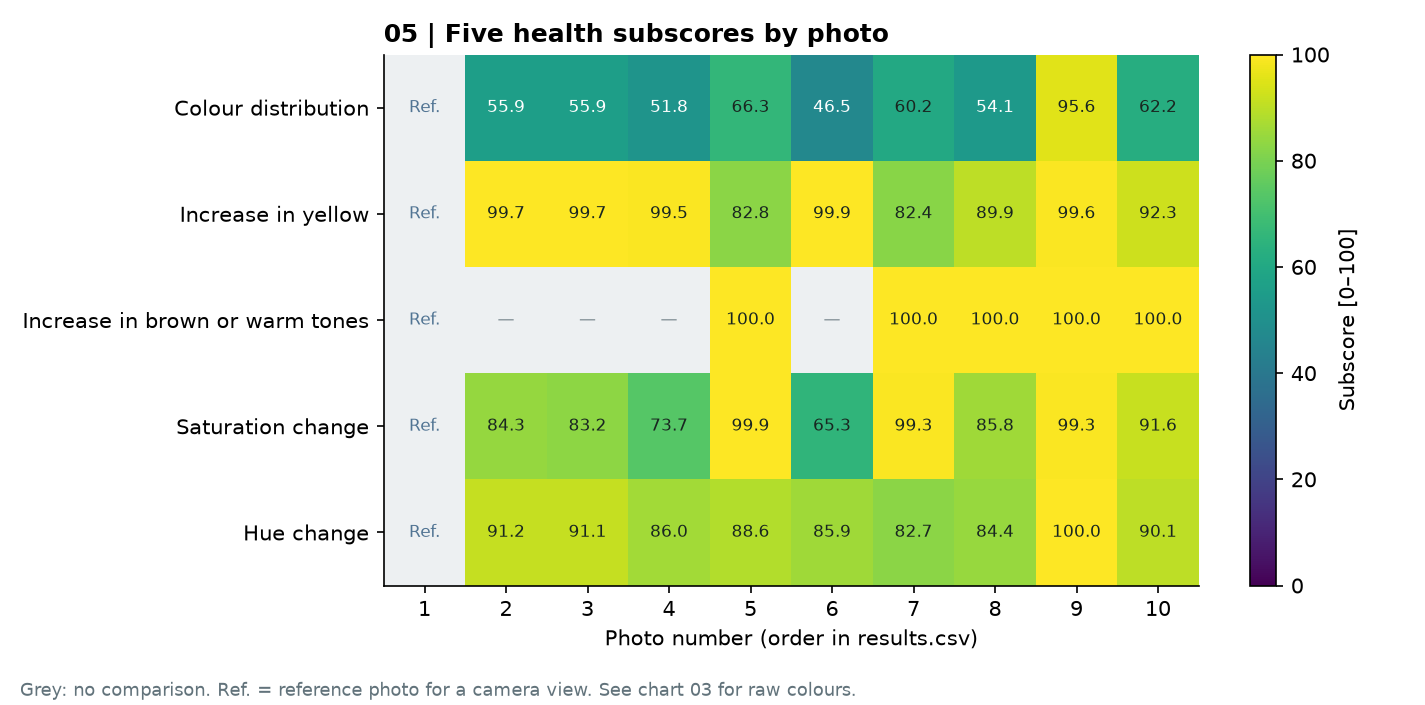 05 | Five health subscores by photo
Colour distribution Ref. 55.9 55.9 51.8 66.3 46.5 60.2 54.1 95.6 62.2
Increase in yellow Ref. 99.7 99.7 99.5 82.8 99.9 82.4 89.9 99.6 92.3
Increase in brown or warm tones Ref. — — — 100.0 — 100.0 100.0 100.0 100.0
Saturation change Ref. 84.3 83.2 73.7 99.9 65.3 99.3 85.8 99.3 91.6
Hue change Ref. 91.2 91.1 86.0 88.6 85.9 82.7 84.4 100.0 90.1
1 2 3 4 5 6 7 8 9 10
Photo number (order in results.csv)
100
80
60
40
20
0
Subscore [0–100]
Grey: no comparison. Ref. = reference photo for a camera view. See chart 03 for raw colours.